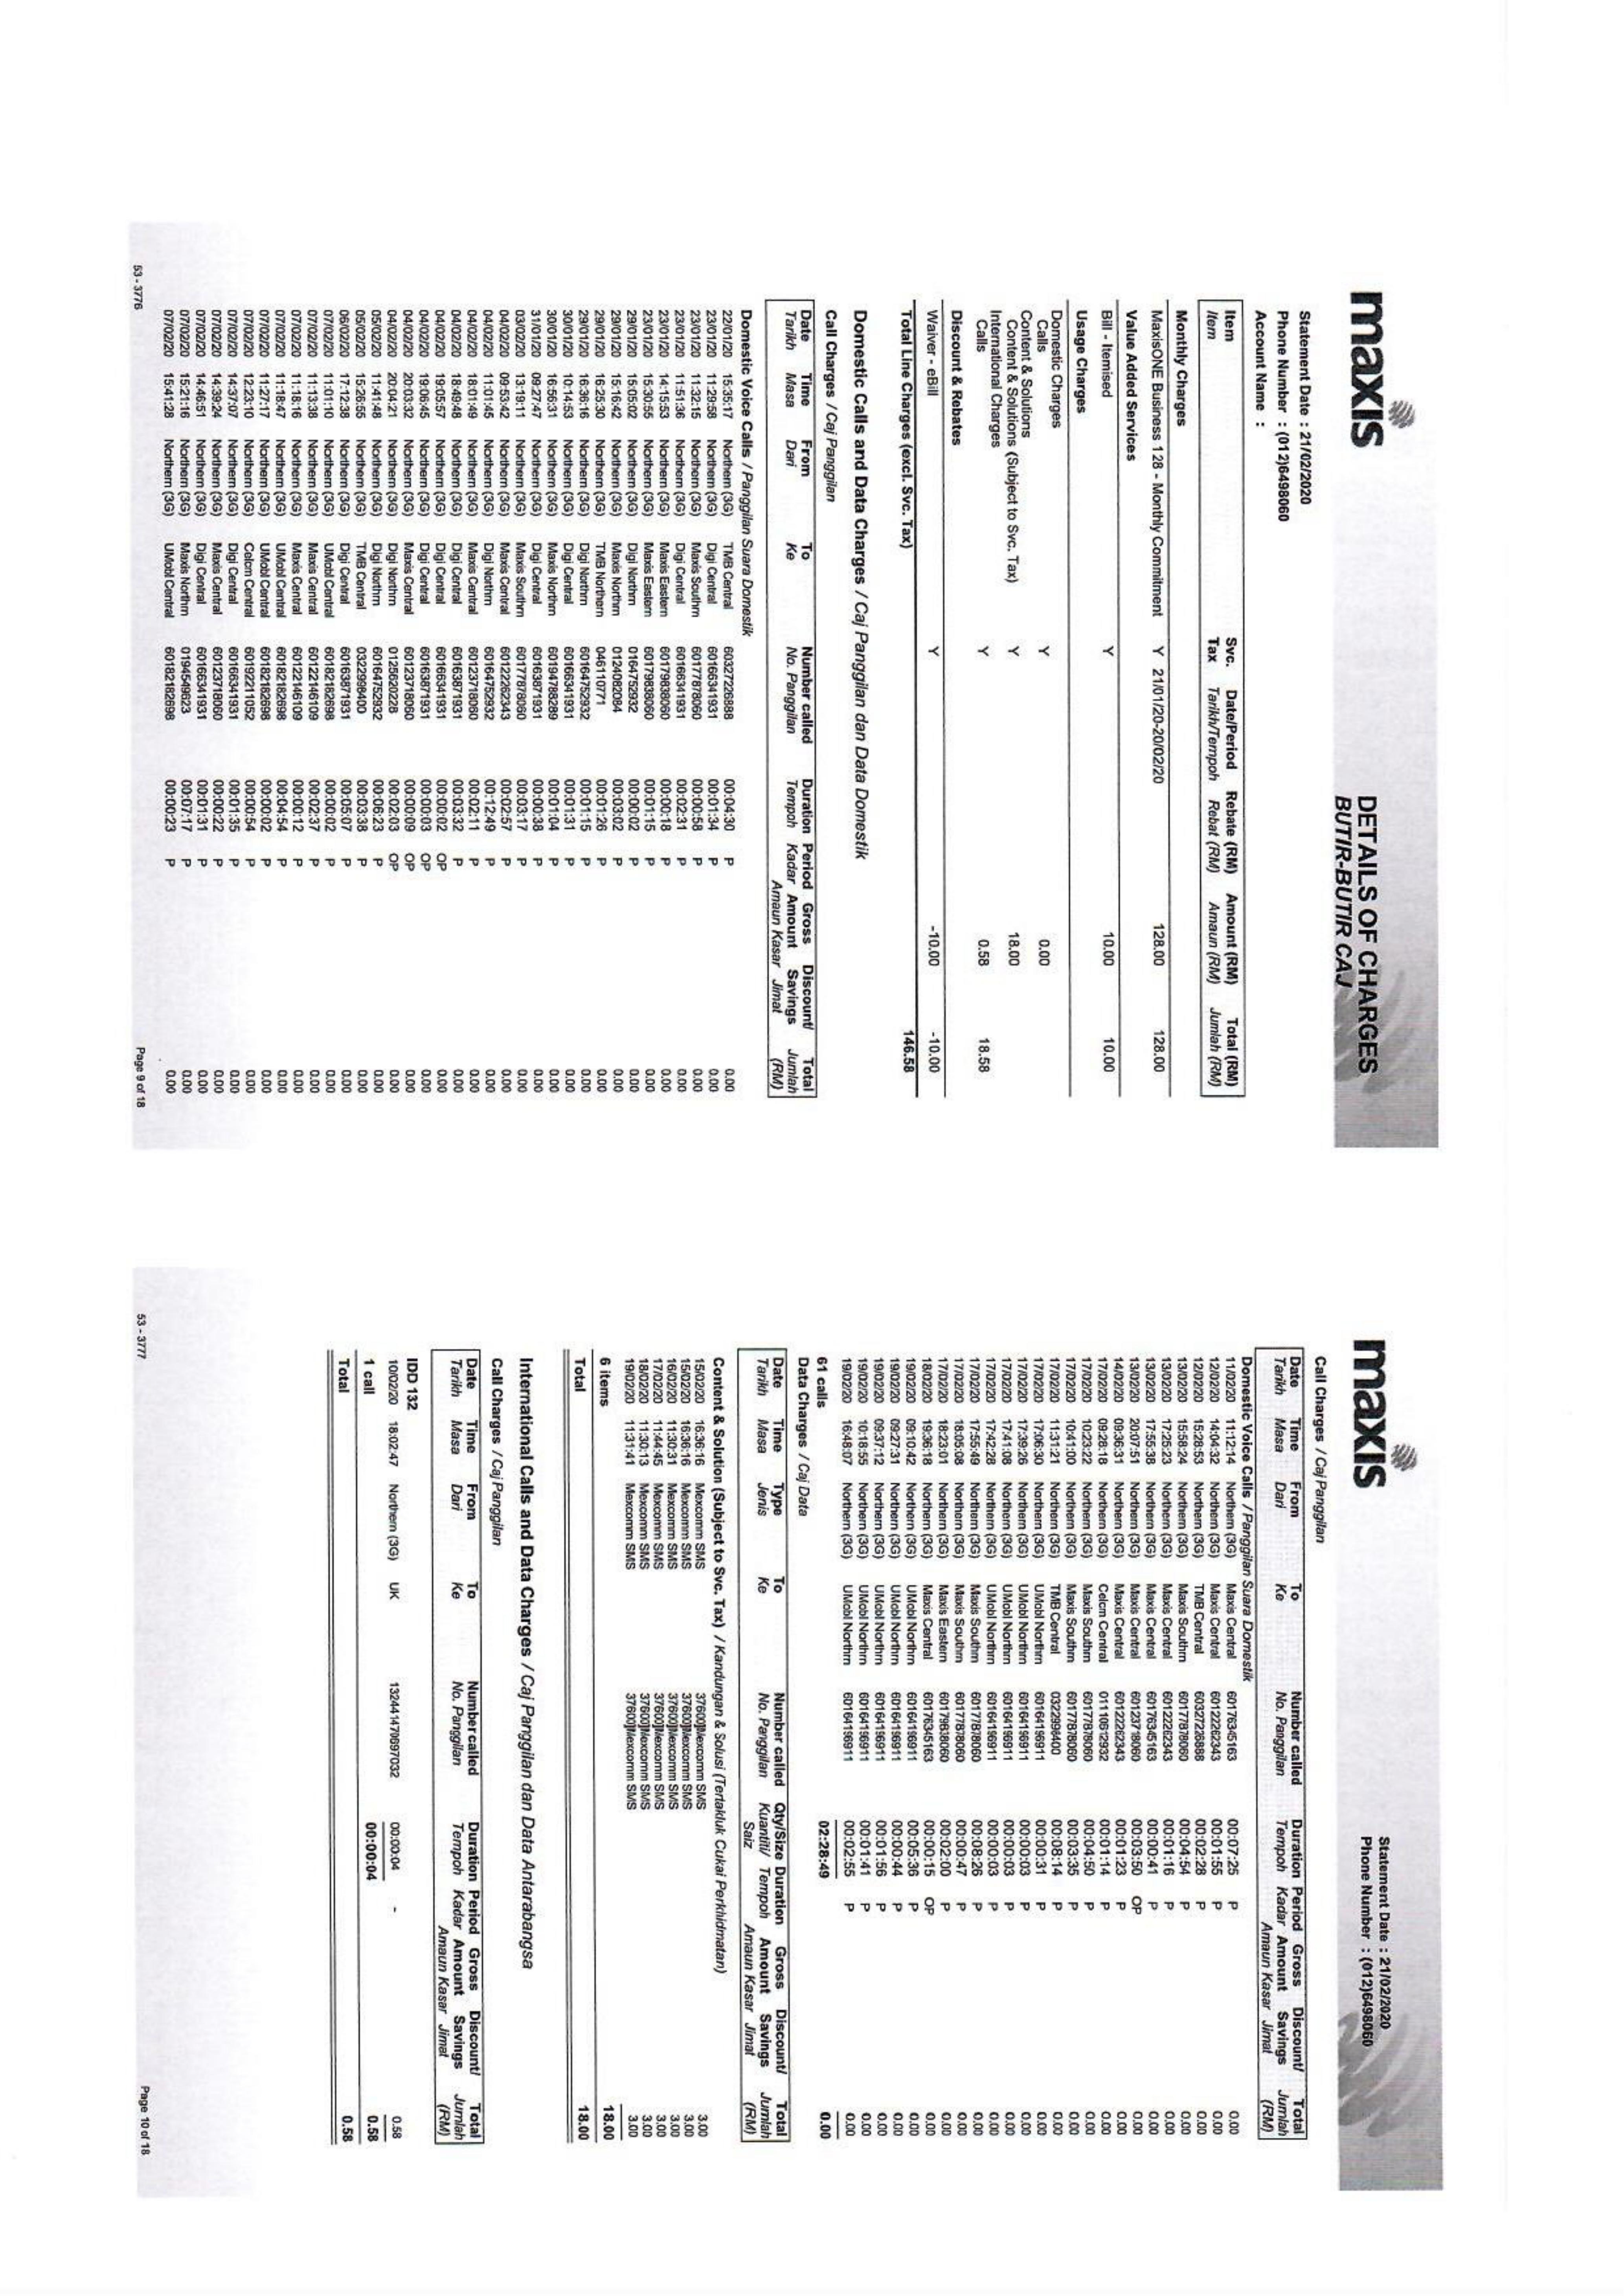 maxis
DETAILS OF CHARGES
BUTIR-BUTIR CAJ
Statement Date : 21/02/2020
Phone Number : (012)6498060
Account Name :
Item Svc. Date/Period Rebate (RM) Amount (RM) Total (RM)
Item Tax Tarikh/Tempoh Rebat (RM) Amaun (RM) Jumlah (RM)
Monthly Charges
MaxisONE Business 128 - Monthly Commitment Y 21/01/20-20/02/20 128.00 128.00
Value Added Services
Bill - Itemised Y 10.00 10.00
Usage Charges
Domestic Charges
Calls Y 0.00
Content & Solutions
Content & Solutions (Subject to Svc. Tax) Y 18.00
International Charges
Calls Y 0.58 18.58
Discount & Rebates
Waiver - eBill Y -10.00 -10.00
Total Line Charges (excl. Svc. Tax) 146.58
Domestic Calls and Data Charges / Caj Panggilan dan Data Domestik
Call Charges / Caj Panggilan
Date Time From To Number called Duration Period Gross Discount/ Total
Tarikh Masa Dari Ke No. Panggilan Tempoh Kadar Amount Savings Jumlah
Amaun Kasar Jimat (RM)
Domestic Voice Calls / Panggilan Suara Domestik
22/01/20 15:35:17 Northern (3G) TMB Central 60327226888 00:04:30 P 0.00
23/01/20 11:29:58 Northern (3G) Digi Central 60166341931 00:01:34 P 0.00
23/01/20 11:32:15 Northern (3G) Maxis Southrn 60177878060 00:00:58 P 0.00
23/01/20 11:51:36 Northern (3G) Digi Central 60166341931 00:02:31 P 0.00
23/01/20 14:15:53 Northern (3G) Maxis Eastern 60179838060 00:00:18 P 0.00
23/01/20 15:30:55 Northern (3G) Maxis Eastern 60179838060 00:01:15 P 0.00
29/01/20 15:05:02 Northern (3G) Digi Northrn 0164752932 00:00:02 P 0.00
29/01/20 15:16:42 Northern (3G) Maxis Northrn 0124082084 00:03:02 P 0.00
29/01/20 16:25:30 Northern (3G) TMB Northern 046110771 00:01:26 P 0.00
29/01/20 16:36:16 Northern (3G) Digi Northrn 60164752932 00:01:15 P 0.00
30/01/20 10:14:53 Northern (3G) Digi Central 60166341931 00:01:31 P 0.00
30/01/20 16:56:31 Northern (3G) Maxis Northrn 60194788289 00:01:04 P 0.00
31/01/20 09:27:47 Northern (3G) Digi Central 60163871931 00:00:38 P 0.00
03/02/20 13:19:11 Northern (3G) Maxis Southrn 60177878060 00:03:17 P 0.00
04/02/20 09:53:42 Northern (3G) Maxis Central 60122262343 00:02:57 P 0.00
04/02/20 11:01:45 Northern (3G) Digi Northrn 60164752932 00:12:49 P 0.00
04/02/20 18:01:49 Northern (3G) Maxis Central 60123718060 00:02:11 P 0.00
04/02/20 18:49:48 Northern (3G) Digi Central 60163871931 00:03:32 P 0.00
04/02/20 19:05:57 Northern (3G) Digi Central 60166341931 00:00:02 OP 0.00
04/02/20 19:06:45 Northern (3G) Digi Central 60163871931 00:00:03 OP 0.00
04/02/20 20:03:32 Northern (3G) Maxis Central 60123718060 00:00:09 OP 0.00
04/02/20 20:04:21 Northern (3G) Digi Northrn 0125620228 00:02:03 OP 0.00
05/02/20 11:41:48 Northern (3G) Digi Northrn 60164752932 00:06:23 P 0.00
05/02/20 15:26:55 Northern (3G) TMB Central 0322998400 00:03:38 P 0.00
06/02/20 17:12:38 Northern (3G) Digi Central 60163871931 00:05:07 P 0.00
07/02/20 11:01:10 Northern (3G) UMobl Central 60182182698 00:00:02 P 0.00
07/02/20 11:13:38 Northern (3G) Maxis Central 60122146109 00:02:37 P 0.00
07/02/20 11:18:16 Northern (3G) Maxis Central 60122146109 00:00:12 P 0.00
07/02/20 11:18:47 Northern (3G) UMobl Central 60182182698 00:04:54 P 0.00
07/02/20 11:27:17 Northern (3G) UMobl Central 60182182698 00:00:02 P 0.00
07/02/20 12:23:10 Northern (3G) Celcm Central 60192211052 00:00:54 P 0.00
07/02/20 14:37:07 Northern (3G) Digi Central 60166341931 00:01:35 P 0.00
07/02/20 14:39:24 Northern (3G) Maxis Central 60123718060 00:00:22 P 0.00
07/02/20 14:46:51 Northern (3G) Digi Central 60166341931 00:01:31 P 0.00
07/02/20 15:21:16 Northern (3G) Maxis Northrn 0194549623 00:07:17 P 0.00
07/02/20 15:41:28 Northern (3G) UMobl Central 60182182698 00:00:23 P 0.00
53 - 3776 Page 9 of 18
maxis
Statement Date : 21/02/2020
Phone Number : (012)6498060
Call Charges / Caj Panggilan
Date Time From To Number called Duration Period Gross Discount/ Total
Tarikh Masa Dari Ke No. Panggilan Tempoh Kadar Amount Savings Jumlah
Amaun Kasar Jimat (RM)
Domestic Voice Calls / Panggilan Suara Domestik
11/02/20 11:12:14 Northern (3G) Maxis Central 60176345163 00:07:25 P 0.00
12/02/20 14:04:32 Northern (3G) Maxis Central 60122262343 00:01:55 P 0.00
12/02/20 15:28:53 Northern (3G) TMB Central 60327226888 00:02:28 P 0.00
13/02/20 15:58:24 Northern (3G) Maxis Southrn 60177878060 00:04:54 P 0.00
13/02/20 17:25:23 Northern (3G) Maxis Central 60122262343 00:01:16 P 0.00
13/02/20 17:55:38 Northern (3G) Maxis Central 60176345163 00:00:41 P 0.00
13/02/20 20:07:51 Northern (3G) Maxis Central 60123718060 00:03:50 OP 0.00
14/02/20 09:36:31 Northern (3G) Maxis Central 60122262343 00:01:23 P 0.00
17/02/20 09:28:18 Northern (3G) Celcm Central 01110612932 00:01:14 P 0.00
17/02/20 10:23:22 Northern (3G) Maxis Southrn 60177878060 00:04:50 P 0.00
17/02/20 10:41:00 Northern (3G) Maxis Southrn 60177878060 00:03:35 P 0.00
17/02/20 11:31:21 Northern (3G) TMB Central 0322998400 00:08:14 P 0.00
17/02/20 17:06:30 Northern (3G) UMobl Northrn 60164196911 00:00:31 P 0.00
17/02/20 17:39:26 Northern (3G) UMobl Northrn 60164196911 00:00:03 P 0.00
17/02/20 17:41:08 Northern (3G) UMobl Northrn 60164196911 00:00:03 P 0.00
17/02/20 17:42:28 Northern (3G) UMobl Northrn 60164196911 00:00:03 P 0.00
17/02/20 17:55:49 Northern (3G) Maxis Southrn 60177878060 00:08:26 P 0.00
17/02/20 18:05:08 Northern (3G) Maxis Southrn 60177878060 00:00:47 P 0.00
17/02/20 18:23:01 Northern (3G) Maxis Eastern 60179838060 00:02:00 P 0.00
18/02/20 19:36:18 Northern (3G) Maxis Central 60176345163 00:00:15 OP 0.00
19/02/20 09:10:42 Northern (3G) UMobl Northrn 60164196911 00:05:36 P 0.00
19/02/20 09:27:31 Northern (3G) UMobl Northrn 60164196911 00:00:44 P 0.00
19/02/20 09:37:12 Northern (3G) UMobl Northrn 60164196911 00:01:56 P 0.00
19/02/20 10:18:55 Northern (3G) UMobl Northrn 60164196911 00:01:41 P 0.00
19/02/20 16:48:07 Northern (3G) UMobl Northrn 60164196911 00:02:55 P 0.00
61 calls 02:28:49 0.00
Data Charges / Caj Data
Date Time Type To Number called Qty/Size Duration Gross Discount/ Total
Tarikh Masa Jenis Ke No. Panggilan Kuantiti/ Tempoh Amount Savings Jumlah
Saiz Amaun Kasar Jimat (RM)
Content & Solution (Subject to Svc. Tax) / Kandungan & Solusi (Tertakluk Cukai Perkhidmatan)
15/02/20 16:36:16 Mexcomm SMS 37600]Mexcomm SMS 3.00
15/02/20 16:36:16 Mexcomm SMS 37600]Mexcomm SMS 3.00
16/02/20 11:30:31 Mexcomm SMS 37600]Mexcomm SMS 3.00
17/02/20 11:44:45 Mexcomm SMS 37600]Mexcomm SMS 3.00
18/02/20 11:30:13 Mexcomm SMS 37600]Mexcomm SMS 3.00
19/02/20 11:31:41 Mexcomm SMS 37600]Mexcomm SMS 3.00
6 items 18.00
Total 18.00
International Calls and Data Charges / Caj Panggilan dan Data Antarabangsa
Call Charges / Caj Panggilan
Date Time From To Number called Duration Period Gross Discount/ Total
Tarikh Masa Dari Ke No. Panggilan Tempoh Kadar Amount Savings Jumlah
Amaun Kasar Jimat (RM)
IDD 132
10/02/20 18:02:47 Northern (3G) UK 132441470697032 00:00:04 - 0.58
1 call 00:00:04 0.58
Total 0.58
53 - 3777 Page 10 of 18